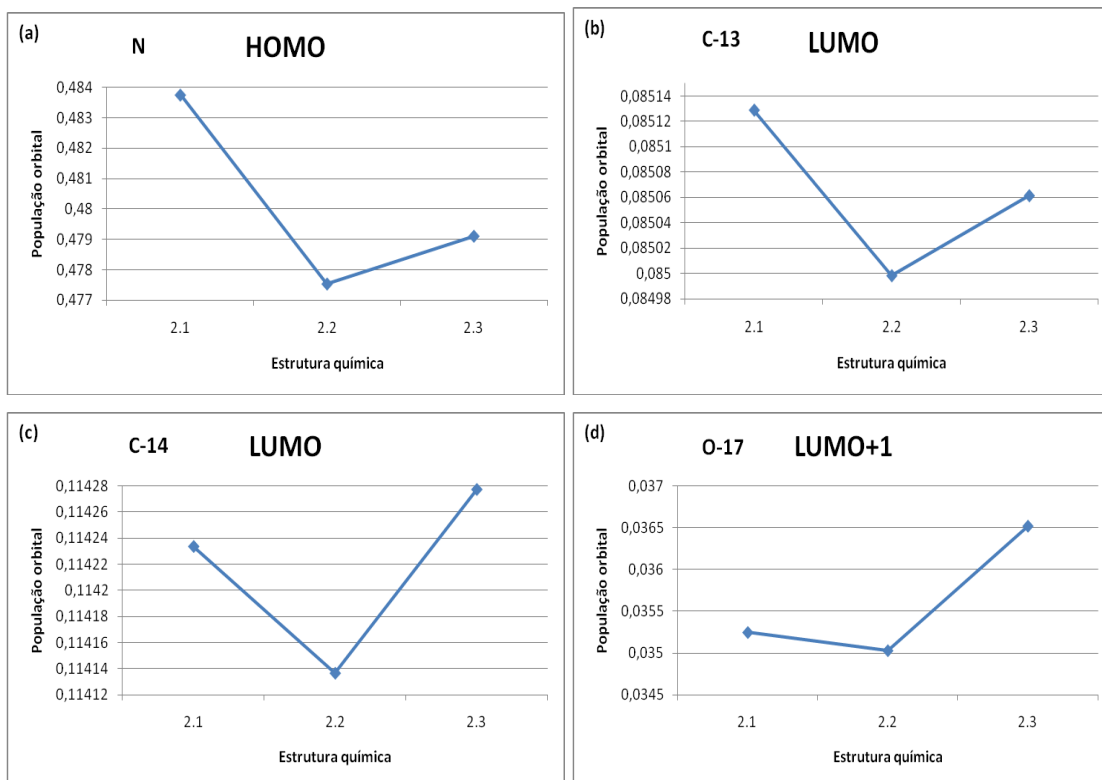 (a)
N HOMO
População orbital
0,484
0,483
0,482
0,481
0,48
0,479
0,478
0,477
2.1 2.2 2.3
Estrutura química
(b)
C-13 LUMO
População orbital
0,08514
0,08512
0,0851
0,08508
0,08506
0,08504
0,08502
0,085
0,08498
2.1 2.2 2.3
Estrutura química
(c)
C-14 LUMO
População orbital
0,11428
0,11426
0,11424
0,11422
0,1142
0,11418
0,11416
0,11414
0,11412
2.1 2.2 2.3
Estrutura química
(d)
O-17 LUMO+1
População orbital
0,037
0,0365
0,036
0,0355
0,035
0,0345
2.1 2.2 2.3
Estrutura química